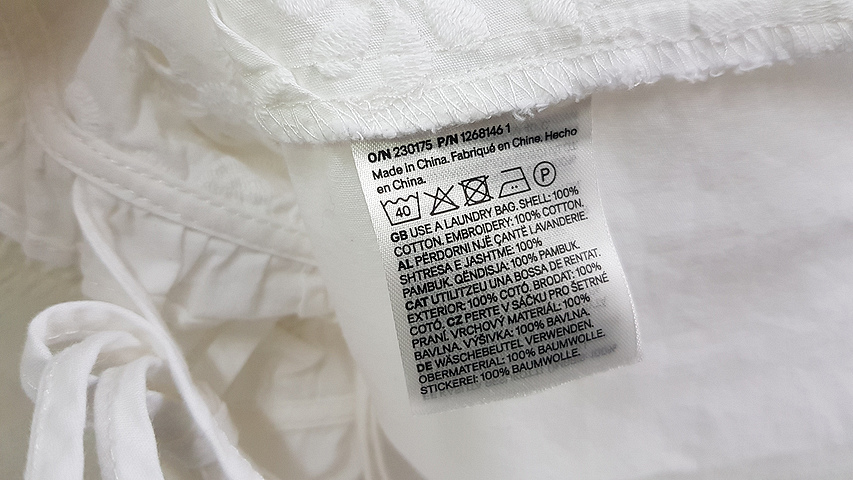 O/N 230175 P/N 1268146 1
Made in China. Fabriqué en Chine. Hecho
en China.
40 P
GB USE A LAUNDRY BAG. SHELL: 100%
COTTON. EMBROIDERY: 100% COTTON.
AL PËRDORNI NJË ÇANTË LAVANDERIE.
SHTRESA E JASHTME: 100%
PAMBUK. QËNDISJA: 100% PAMBUK.
CAT UTILITZEU UNA BOSSA DE RENTAT.
EXTERIOR: 100% COTÓ. BRODAT: 100%
COTÓ. CZ PERTE V SÁČKU PRO ŠETRNÉ
PRANÍ. VRCHOVÝ MATERIÁL: 100%
BAVLNA. VÝŠIVKA: 100% BAVLNA.
DE WÄSCHEBEUTEL VERWENDEN.
OBERMATERIAL: 100% BAUMWOLLE.
STICKEREI: 100% BAUMWOLLE.